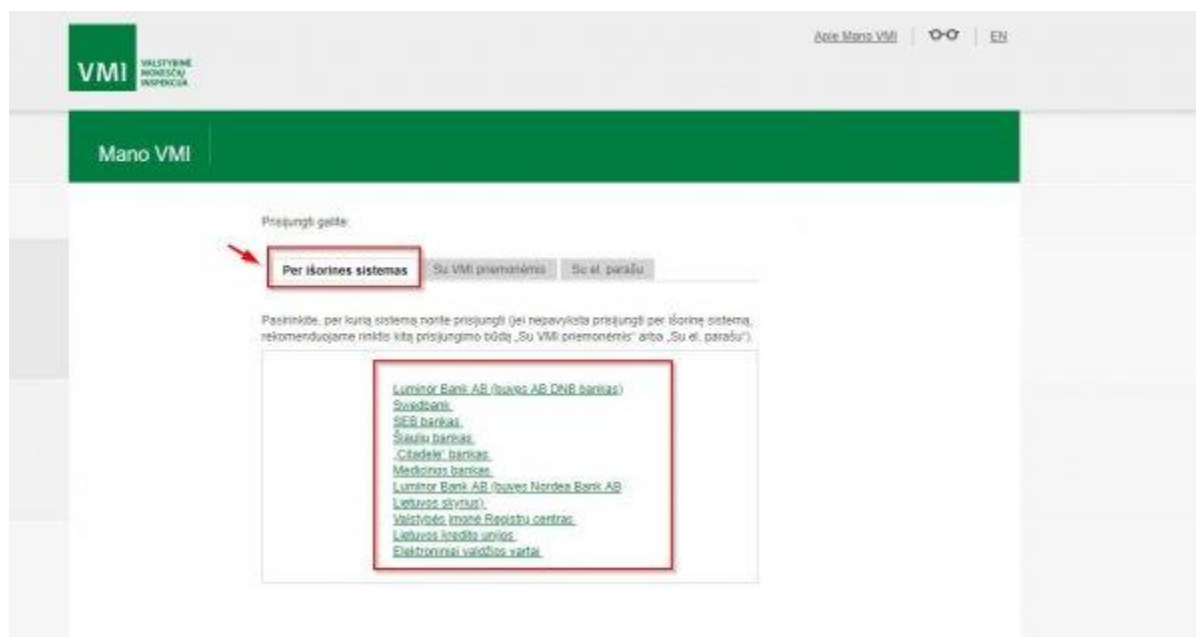 VMI VALSTYBINĖ
MOKESČIŲ
INSPEKCIJA
Apie Mano VMI
EN
Mano VMI
Prisijungti galite:
Per išorines sistemas
Su VMI priemonėmis
Su el. parašu
Pasirinkite, per kurią sistemą norite prisijungti (jei nepavyksta prisijungti per išorinę sistemą,
rekomenduojame rinktis kitą prisijungimo būdą „Su VMI priemonėmis“ arba „Su el. parašu“).
Luminor Bank AB (buvęs AB DNB bankas)
Swedbank
SEB bankas
Šiaulių bankas
„Citadele“ bankas
Medicinos bankas
Luminor Bank AB (buvęs Nordea Bank AB
Lietuvos skyrius)
Valstybės įmonė Registrų centras
Lietuvos kredito unijos
Elektroniniai valdžios vartai